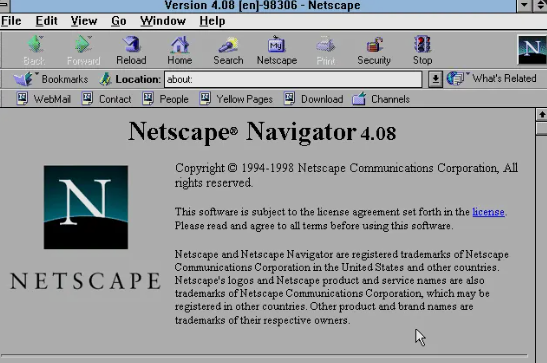 Version 4.08 [en]-98306 - Netscape
File Edit View Go Window Help
Back Forward Reload Home Search Netscape Print Security Stop N
Bookmarks Location: about: What's Related
WebMail Contact People Yellow Pages Download Channels
Netscape® Navigator 4.08
Copyright © 1994-1998 Netscape Communications Corporation, All
rights reserved.
This software is subject to the license agreement set forth in the license.
Please read and agree to all terms before using this software.
N
NETSCAPE
Netscape and Netscape Navigator are registered trademarks of Netscape
Communications Corporation in the United States and other countries.
Netscape's logos and Netscape product and service names are also
trademarks of Netscape Communications Corporation, which may be
registered in other countries. Other product and brand names are
trademarks of their respective owners.